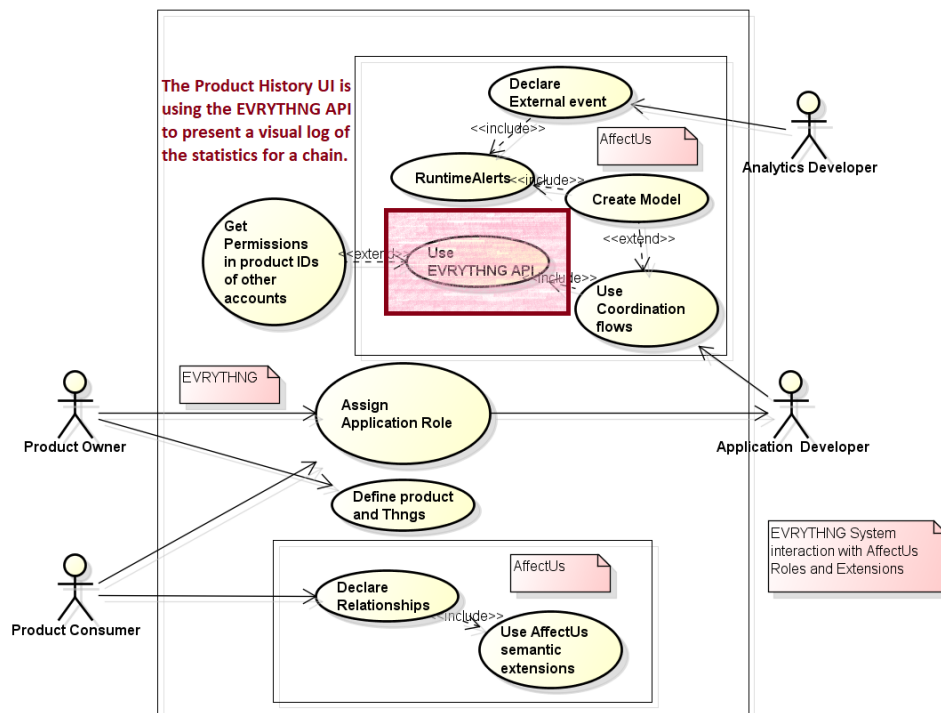 The Product History UI is
using the EVRYTHNG API
to present a visual log of
the statistics for a chain.
Declare
External event
<<include>>
AffectUs
Analytics Developer
RuntimeAlerts
<<include>>
Create Model
Get
Permissions
in product IDs
of other
accounts
<<extend>>
Use
EVRYTHNG API
<<extend>>
<<include>>
Use
Coordination
flows
EVRYTHNG
Assign
Application Role
Product Owner
Application Developer
Define product
and Thngs
EVRYTHNG System
interaction with AffectUs
Roles and Extensions
AffectUs
Declare
Relationships
<<include>>
Product Consumer
Use AffectUs
semantic
extensions